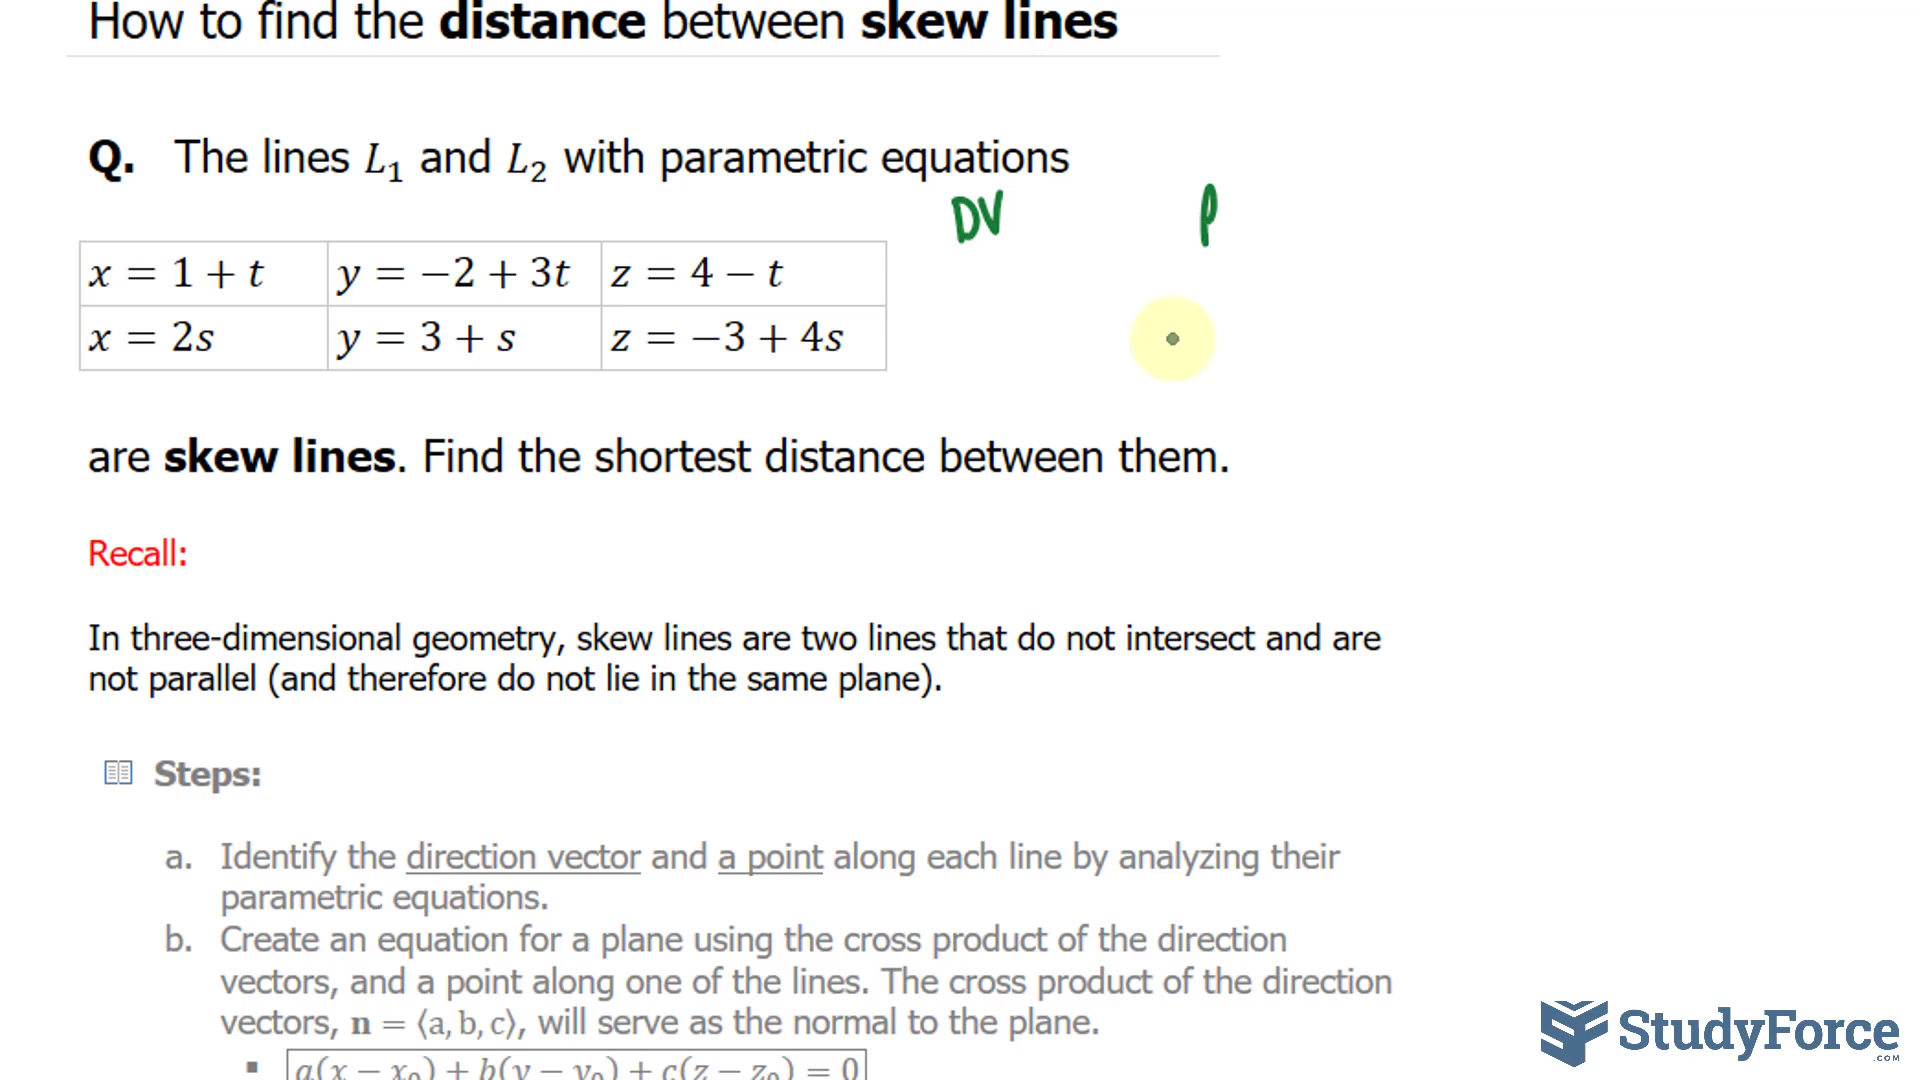 How to find the distance between skew lines
Q. The lines L₁ and L₂ with parametric equations
DV P
x = 1 + t y = −2 + 3t z = 4 − t
x = 2s y = 3 + s z = −3 + 4s
are skew lines. Find the shortest distance between them.
Recall:
In three-dimensional geometry, skew lines are two lines that do not intersect and are
not parallel (and therefore do not lie in the same plane).
Steps:
a. Identify the direction vector and a point along each line by analyzing their
parametric equations.
b. Create an equation for a plane using the cross product of the direction
vectors, and a point along one of the lines. The cross product of the direction
vectors, n = ⟨a, b, c⟩, will serve as the normal to the plane.
▪ a(x − x₀) + b(y − y₀) + c(z − z₀) = 0
StudyForce
.COM